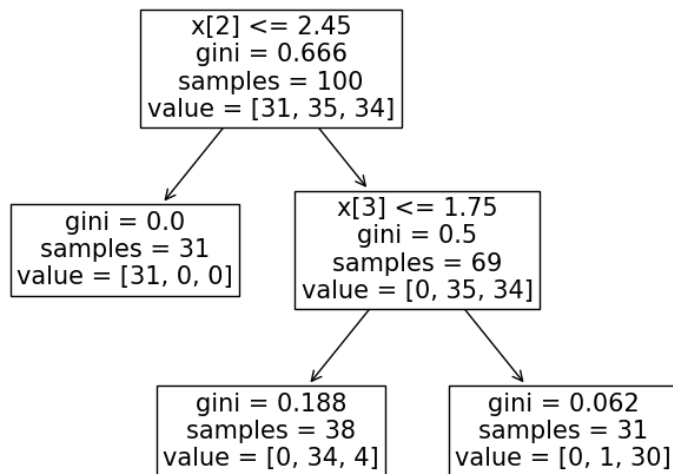 x[2] <= 2.45
gini = 0.666
samples = 100
value = [31, 35, 34]
gini = 0.0
samples = 31
value = [31, 0, 0]
x[3] <= 1.75
gini = 0.5
samples = 69
value = [0, 35, 34]
gini = 0.188
samples = 38
value = [0, 34, 4]
gini = 0.062
samples = 31
value = [0, 1, 30]